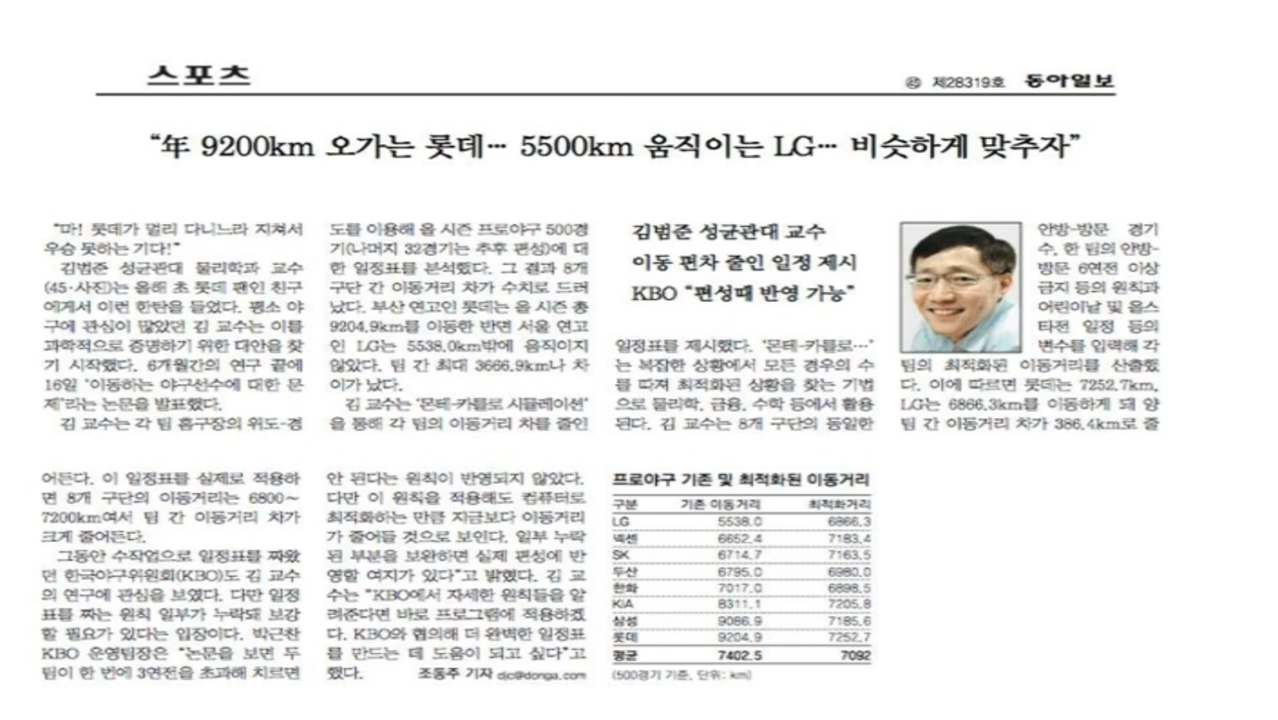 스포츠
제28319호 동아일보
“年 9200km 오가는 롯데… 5500km 움직이는 LG… 비슷하게 맞추자”
“마! 롯데가 멀리 다니느라 지쳐서
우승 못하는 기다!”
김범준 성균관대 물리학과 교수
(45·사진)는 올해 초 롯데 팬인 친구
에게서 이런 한탄을 들었다. 평소 야
구에 관심이 많았던 김 교수는 이를
과학적으로 증명하기 위한 대안을 찾
기 시작했다. 6개월간의 연구 끝에
16일 ‘이동하는 야구선수에 대한 문
제’라는 논문을 발표했다.
김 교수는 각 팀 홈구장의 위도·경
도를 이용해 올 시즌 프로야구 500경
기(나머지 32경기는 추후 편성)에 대
한 일정표를 분석했다. 그 결과 8개
구단 간 이동거리 차가 수치로 드러
났다. 부산 연고인 롯데는 올 시즌 총
9204.9km를 이동한 반면 서울 연고
인 LG는 5538.0km밖에 움직이지
않았다. 팀 간 최대 3666.9km나 차
이가 났다.
김 교수는 ‘몬테-카를로 시뮬레이션’
을 통해 각 팀의 이동거리 차를 줄인
김범준 성균관대 교수
이동 편차 줄인 일정 제시
KBO “편성때 반영 가능”
일정표를 제시했다. ‘몬테-카를로…’
는 복잡한 상황에서 모든 경우의 수
를 따져 최적화된 상황을 찾는 기법
으로 물리학, 금융, 수학 등에서 활용
된다. 김 교수는 8개 구단의 동일한
안방-방문 경기
수, 한 팀의 안방-
방문 6연전 이상
금지 등의 원칙과
어린이날 및 올스
타전 일정 등의
변수를 입력해 각
팀의 최적화된 이동거리를 산출했
다. 이에 따르면 롯데는 7252.7km,
LG는 6866.3km를 이동하게 돼 양
팀 간 이동거리 차가 386.4km로 줄
어든다. 이 일정표를 실제로 적용하
면 8개 구단의 이동거리는 6800~
7200km여서 팀 간 이동거리 차가
크게 줄어든다.
그동안 수작업으로 일정표를 짜왔
던 한국야구위원회(KBO)도 김 교수
의 연구에 관심을 보였다. 다만 일정
표를 짜는 원칙 일부가 누락돼 보강
할 필요가 있다는 입장이다. 박근찬
KBO 운영팀장은 “논문을 보면 두
팀이 한 번에 3연전을 초과해 치르면
안 된다는 원칙이 반영되지 않았다.
다만 이 원칙을 적용해도 컴퓨터로
최적화하는 만큼 지금보다 이동거리
가 줄어들 것으로 보인다. 일부 누락
된 부분을 보완하면 실제 편성에 반
영할 여지가 있다”고 밝혔다. 김 교
수는 “KBO에서 자세한 원칙들을 알
려준다면 바로 프로그램에 적용하겠
다. KBO와 협의해 더 완벽한 일정표
를 만드는 데 도움이 되고 싶다”고
했다. 조동주 기자 djc@donga.com
프로야구 기존 및 최적화된 이동거리
구분 기존 이동거리 최적화거리
LG 5538.0 6866.3
넥센 6652.4 7183.4
SK 6714.7 7163.5
두산 6795.0 6980.0
한화 7017.0 6898.5
KIA 8311.1 7205.8
삼성 9086.9 7185.6
롯데 9204.9 7252.7
평균 7402.5 7092
(500경기 기준, 단위: km)